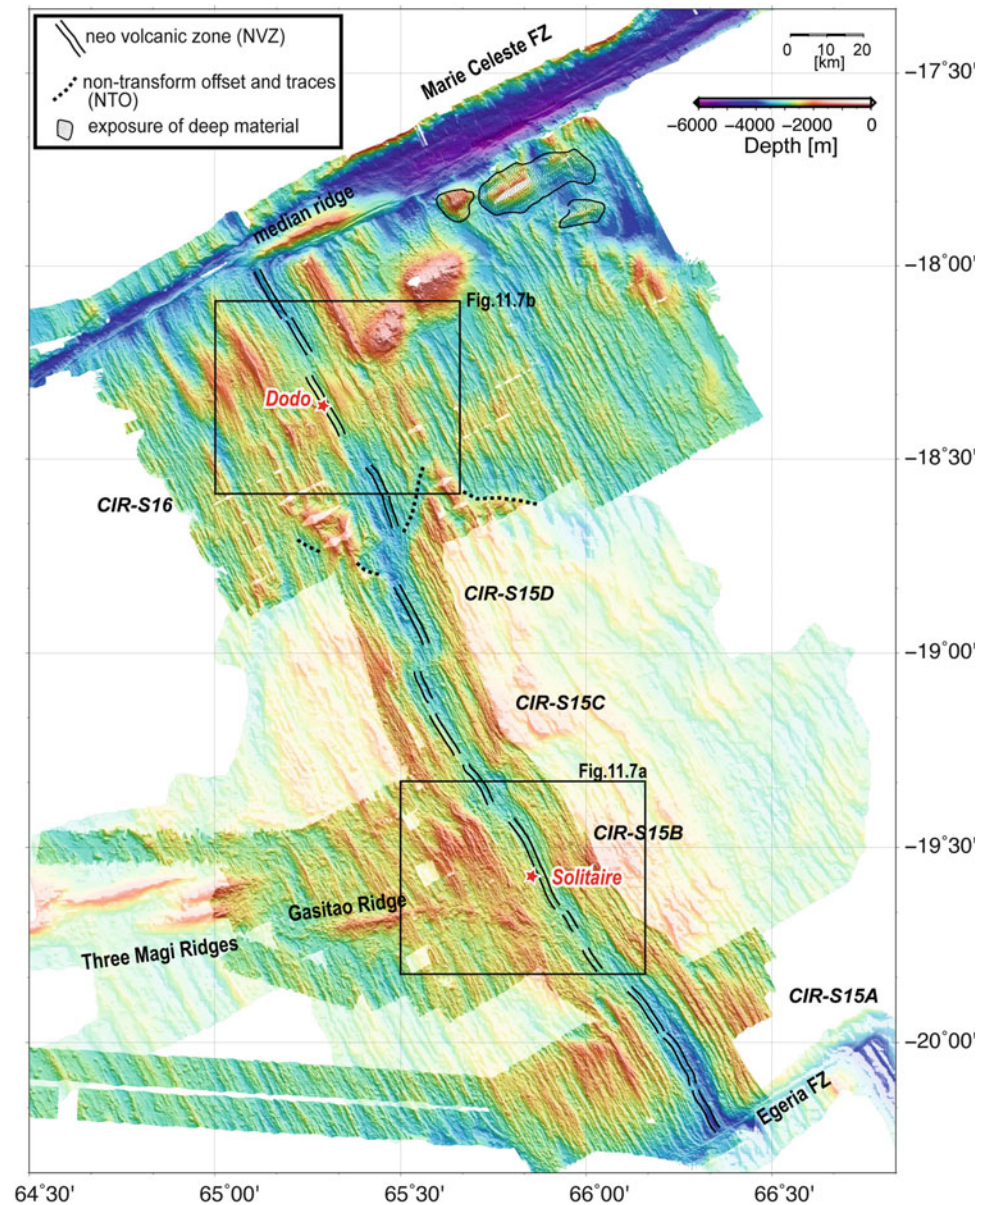 neo volcanic zone (NVZ)
non-transform offset and traces
(NTO)
exposure of deep material
Marie Celeste FZ
0 10 20
[km]
−17˚30'
−6000 −4000 −2000 0
Depth [m]
median ridge
−18˚00'
Fig.11.7b
Dodo
−18˚30'
CIR-S16
CIR-S15D
−19˚00'
CIR-S15C
Fig.11.7a
CIR-S15B
−19˚30'
Solitaire
Gasitao Ridge
Three Magi Ridges
CIR-S15A
−20˚00'
Egeria FZ
64˚30' 65˚00' 65˚30' 66˚00' 66˚30'